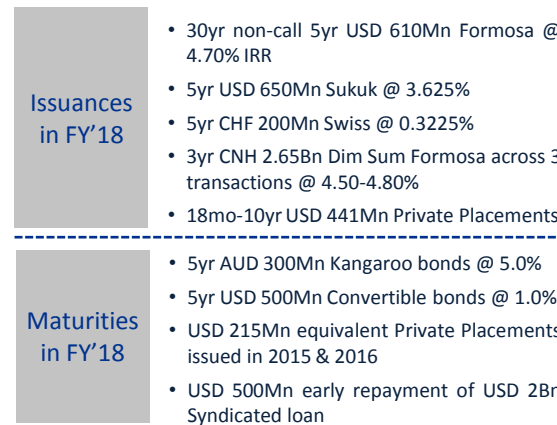 Issuances
in FY'18
• 30yr non-call 5yr USD 610Mn Formosa @
4.70% IRR
• 5yr USD 650Mn Sukuk @ 3.625%
• 5yr CHF 200Mn Swiss @ 0.3225%
• 3yr CNH 2.65Bn Dim Sum Formosa across 3
transactions @ 4.50-4.80%
• 18mo-10yr USD 441Mn Private Placements
Maturities
in FY'18
• 5yr AUD 300Mn Kangaroo bonds @ 5.0%
• 5yr USD 500Mn Convertible bonds @ 1.0%
• USD 215Mn equivalent Private Placements
issued in 2015 & 2016
• USD 500Mn early repayment of USD 2Bn
Syndicated loan